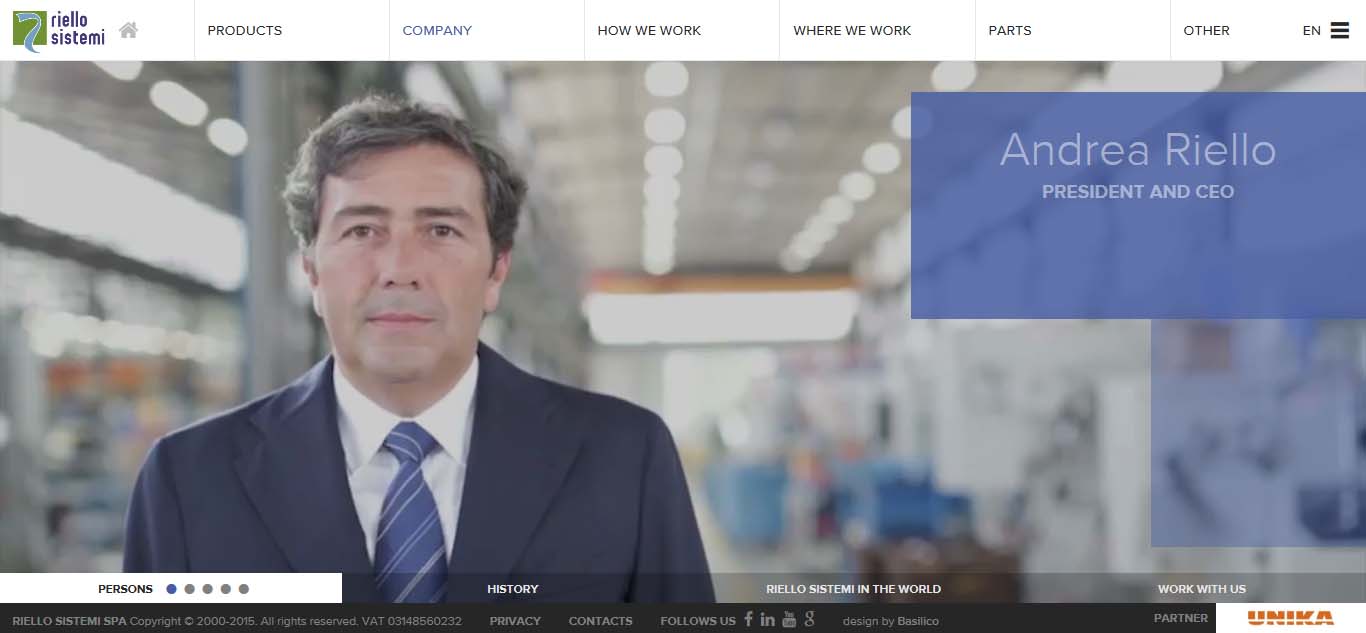 riello
sistemi
PRODUCTS
COMPANY
HOW WE WORK
WHERE WE WORK
PARTS
OTHER
EN
Andrea Riello
PRESIDENT AND CEO
PERSONS
HISTORY
RIELLO SISTEMI IN THE WORLD
WORK WITH US
RIELLO SISTEMI SPA Copyright © 2000-2015. All rights reserved. VAT 03148560232
PRIVACY
CONTACTS
FOLLOWS US
design by Basilico
PARTNER
UNIKA